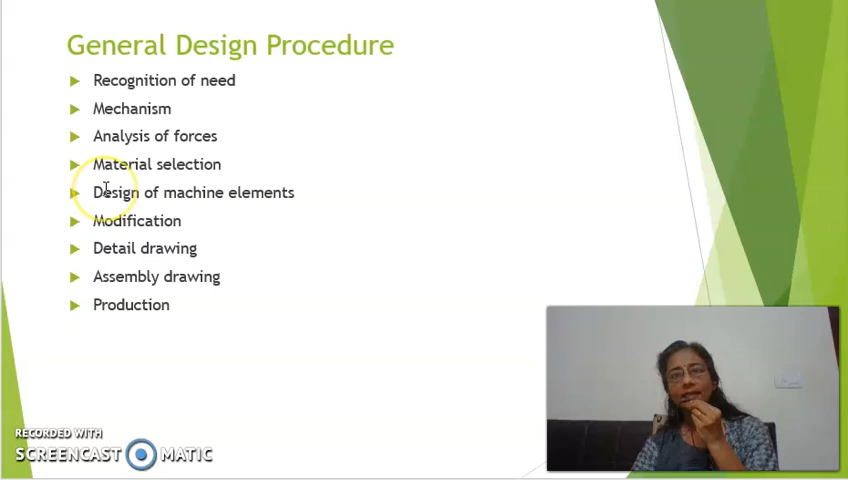 General Design Procedure
Recognition of need
Mechanism
Analysis of forces
Material selection
Design of machine elements
Modification
Detail drawing
Assembly drawing
Production
RECORDED WITH
SCREENCAST MATIC